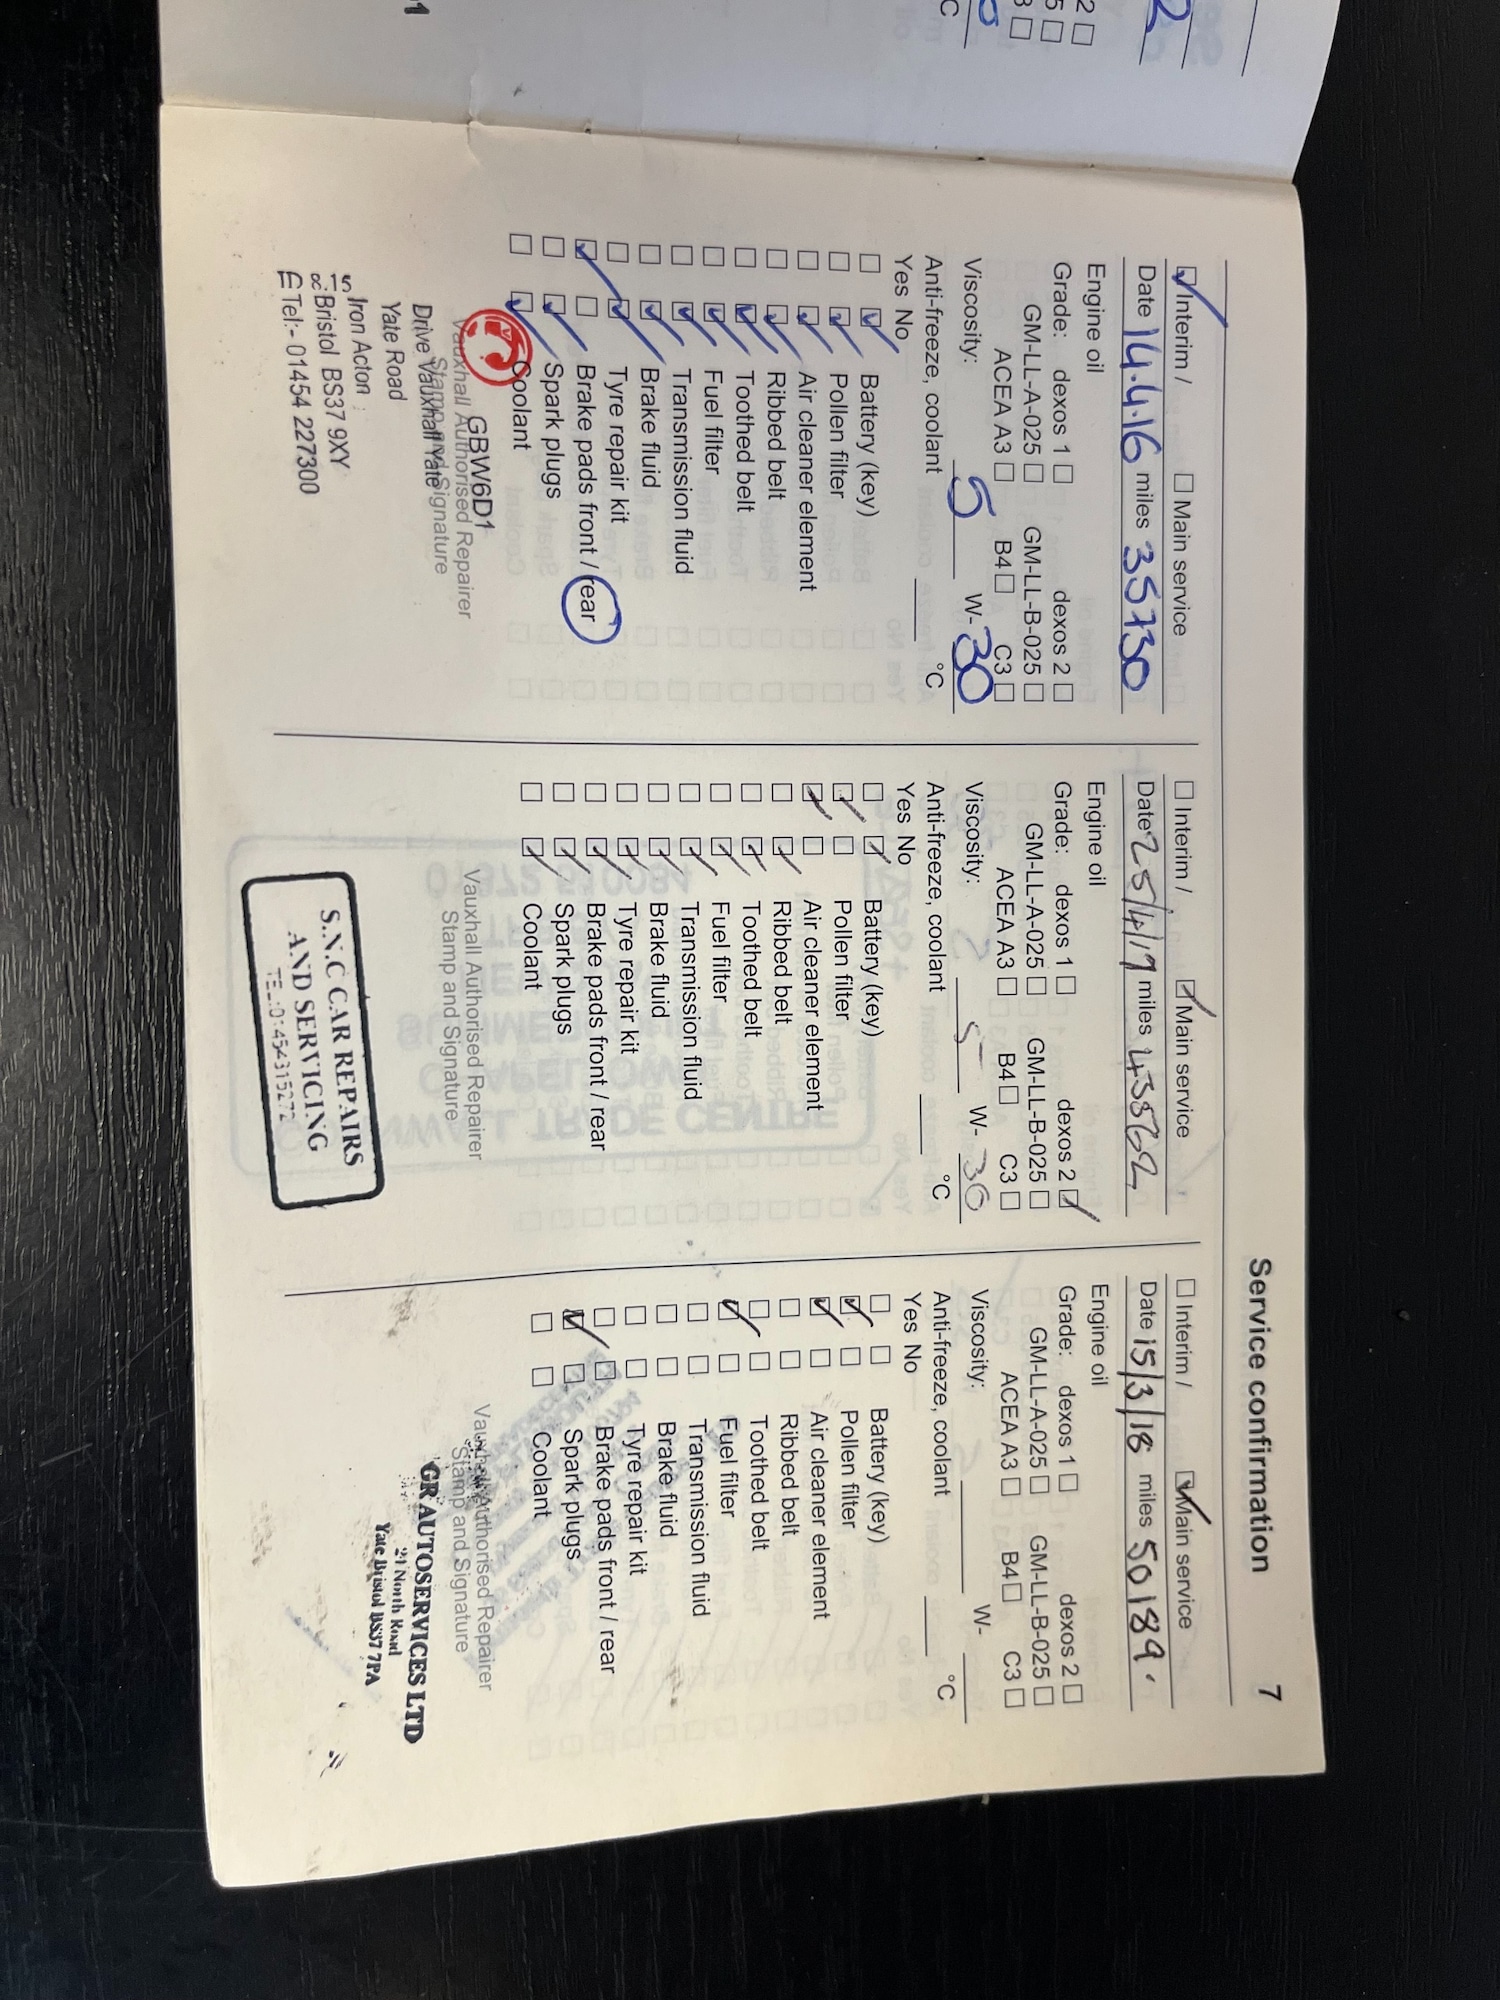 Service confirmation
7
Interim /
Main service
Date 14.4.16 miles 35730
Engine oil
Grade: dexos 1 dexos 2
GM-LL-A-025 GM-LL-B-025
ACEA A3 B4 C3
Viscosity: 5 W-30
Anti-freeze, coolant °C
Yes No
Battery (key)
Pollen filter
Air cleaner element
Ribbed belt
Toothed belt
Fuel filter
Transmission fluid
Brake fluid
Tyre repair kit
Brake pads front / rear
Spark plugs
Coolant
GBW6D1
Vauxhall Authorised Repairer
Stamp and Signature
Drive Vauxhall Yate
Yate Road
Iron Acton
Bristol BS37 9XY
Tel:- 01454 227300
Interim /
Main service
Date 25/4/17 miles 43862
Engine oil
Grade: dexos 1 dexos 2
GM-LL-A-025 GM-LL-B-025
ACEA A3 B4 C3
Viscosity: 5 W-30
Anti-freeze, coolant °C
Yes No
Battery (key)
Pollen filter
Air cleaner element
Ribbed belt
Toothed belt
Fuel filter
Transmission fluid
Brake fluid
Tyre repair kit
Brake pads front / rear
Spark plugs
Coolant
Vauxhall Authorised Repairer
Stamp and Signature
S.N.C CAR REPAIRS
AND SERVICING
Interim /
Main service
Date 15/3/18 miles 50189.
Engine oil
Grade: dexos 1 dexos 2
GM-LL-A-025 GM-LL-B-025
ACEA A3 B4 C3
Viscosity: W-
Anti-freeze, coolant °C
Yes No
Battery (key)
Pollen filter
Air cleaner element
Ribbed belt
Toothed belt
Fuel filter
Transmission fluid
Brake fluid
Tyre repair kit
Brake pads front / rear
Spark plugs
Coolant
Vauxhall Authorised Repairer
Stamp and Signature
GR AUTOSERVICES LTD
24 North Road
Yate Bristol BS37 7PA